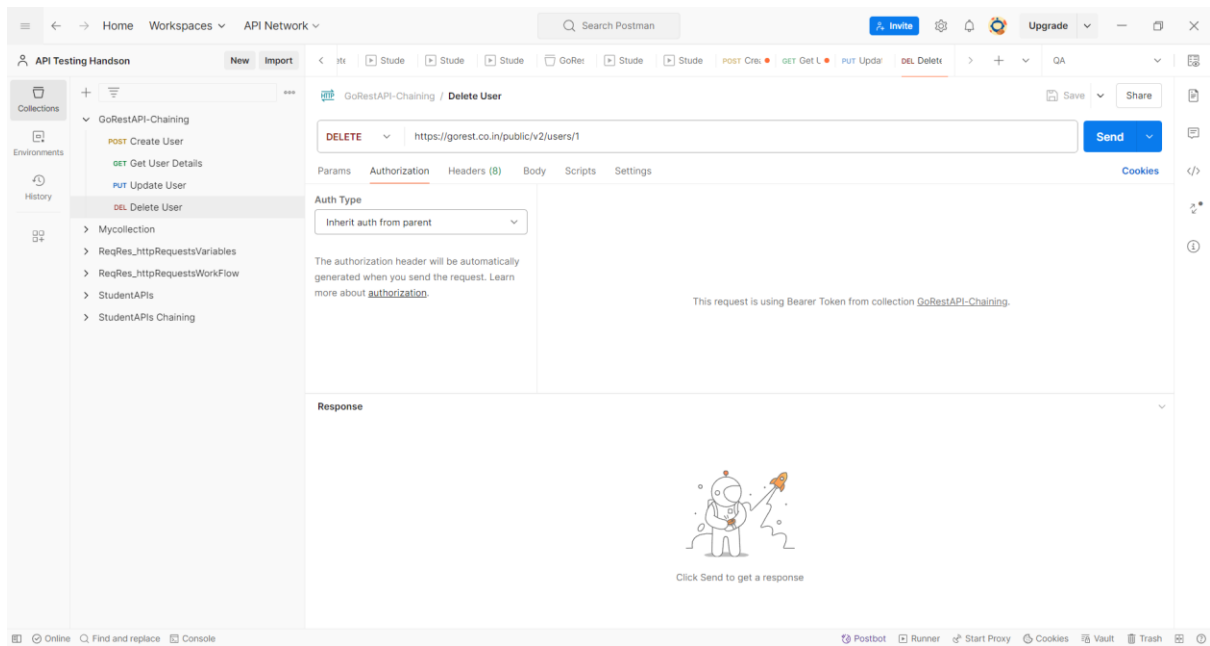 Home Workspaces API Network Search Postman Invite Upgrade
API Testing Handson New Import Stude Stude Stude GoRes Stude Stude POST Cre GET Get U PUT Updat DEL Delete QA
Collections
Environments
History
GoRestAPI-Chaining
POST Create User
GET Get User Details
PUT Update User
DEL Delete User
Mycollection
ReqRes_httpRequestsVariables
ReqRes_httpRequestsWorkFlow
StudentAPIs
StudentAPIs Chaining
HTTP GoRestAPI-Chaining / Delete User Save Share
DELETE https://gorest.co.in/public/v2/users/1 Send
Params Authorization Headers (8) Body Scripts Settings Cookies
Auth Type
Inherit auth from parent
The authorization header will be automatically
generated when you send the request. Learn
more about authorization.
This request is using Bearer Token from collection GoRestAPI-Chaining.
Response
Click Send to get a response
Online Find and replace Console Postbot Runner Start Proxy Cookies Vault Trash